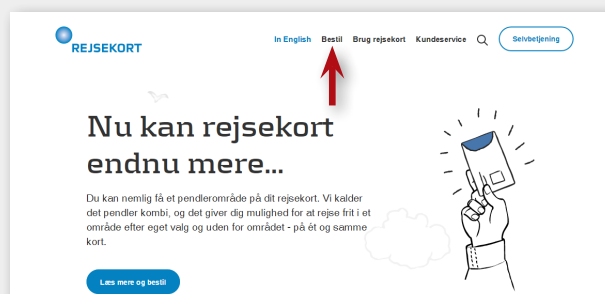 REJSEKORT
In English Bestil Brug rejsekort Kundeservice Selvbetjening
Nu kan rejsekort
endnu mere...
Du kan nemlig få et pendlerområde på dit rejsekort. Vi kalder
det pendler kombi, og det giver dig mulighed for at rejse frit i et
område efter eget valg og uden for området - på ét og samme
kort.
Læs mere og bestil